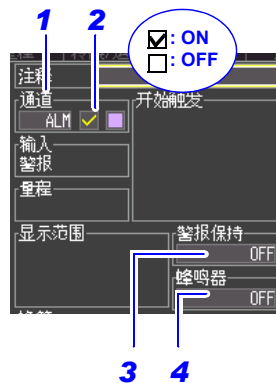 1 2
: ON
: OFF
注释
通道
开始触发
ALM
输入
警报
量程
显示范围
警报保持
OFF
蜂鸣器
OFF
3 4